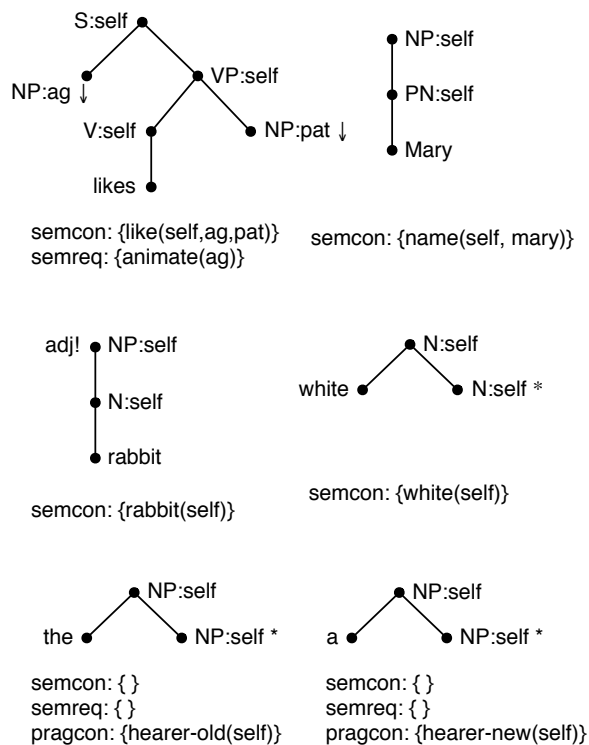 S:self
NP:self
NP:ag ↓
VP:self
PN:self
V:self
NP:pat ↓
Mary
likes
semcon: {like(self,ag,pat)}
semreq: {animate(ag)}
semcon: {name(self, mary)}
adj! NP:self
N:self
N:self
white
N:self *
rabbit
semcon: {rabbit(self)}
semcon: {white(self)}
NP:self
NP:self
the
NP:self *
a
NP:self *
semcon: { }
semreq: { }
pragcon: {hearer-old(self)}
semcon: { }
semreq: { }
pragcon: {hearer-new(self)}